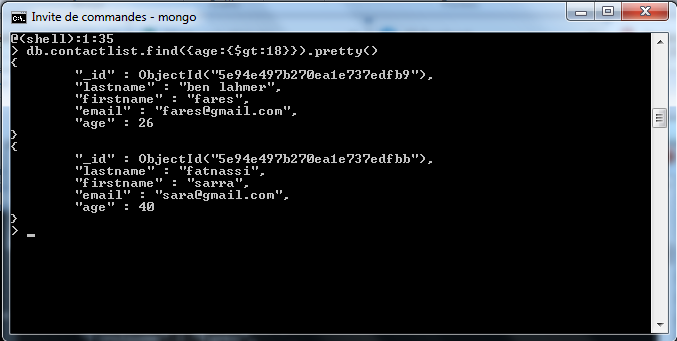 Invite de commandes - mongo
@(shell):1:35
> db.contactlist.find({age:{$gt:18}}).pretty()
{
"_id" : ObjectId("5e94e497b270ea1e737edfb9"),
"lastname" : "ben lahmer",
"firstname" : "fares",
"email" : "fares@gmail.com",
"age" : 26
}
{
"_id" : ObjectId("5e94e497b270ea1e737edfbb"),
"lastname" : "fatnassi",
"firstname" : "sarra",
"email" : "sara@gmail.com",
"age" : 40
}
> _